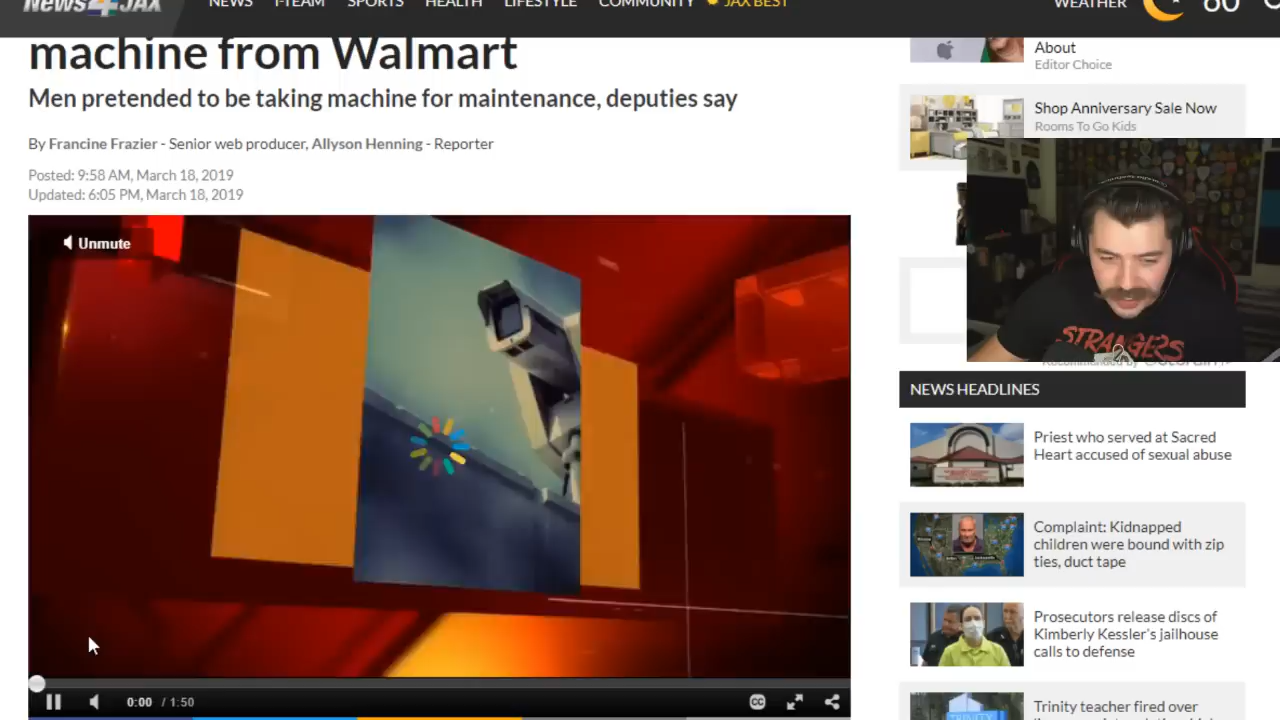 News4JAX
NEWS
I-TEAM
SPORTS
HEALTH
LIFESTYLE
COMMUNITY
JAX BEST
WEATHER
80
machine from Walmart
Men pretended to be taking machine for maintenance, deputies say
By Francine Frazier - Senior web producer, Allyson Henning - Reporter
Posted: 9:58 AM, March 18, 2019
Updated: 6:05 PM, March 18, 2019
Unmute
0:00 / 1:50
CC
About
Editor Choice
Shop Anniversary Sale Now
Rooms To Go Kids
STRANGERS
NEWS HEADLINES
Priest who served at Sacred
Heart accused of sexual abuse
Complaint: Kidnapped
children were bound with zip
ties, duct tape
Prosecutors release discs of
Kimberly Kessler's jailhouse
calls to defense
Trinity teacher fired over